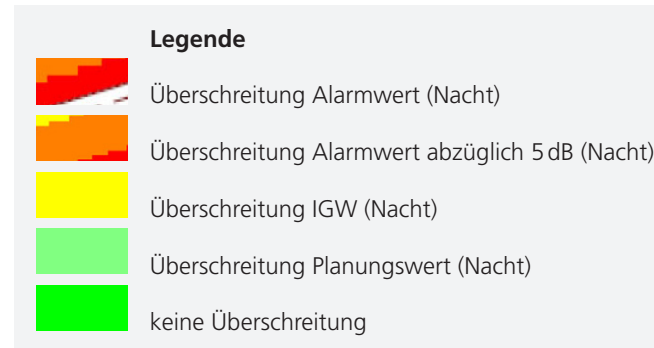 Legende
Überschreitung Alarmwert (Nacht)
Überschreitung Alarmwert abzüglich 5 dB (Nacht)
Überschreitung IGW (Nacht)
Überschreitung Planungswert (Nacht)
keine Überschreitung